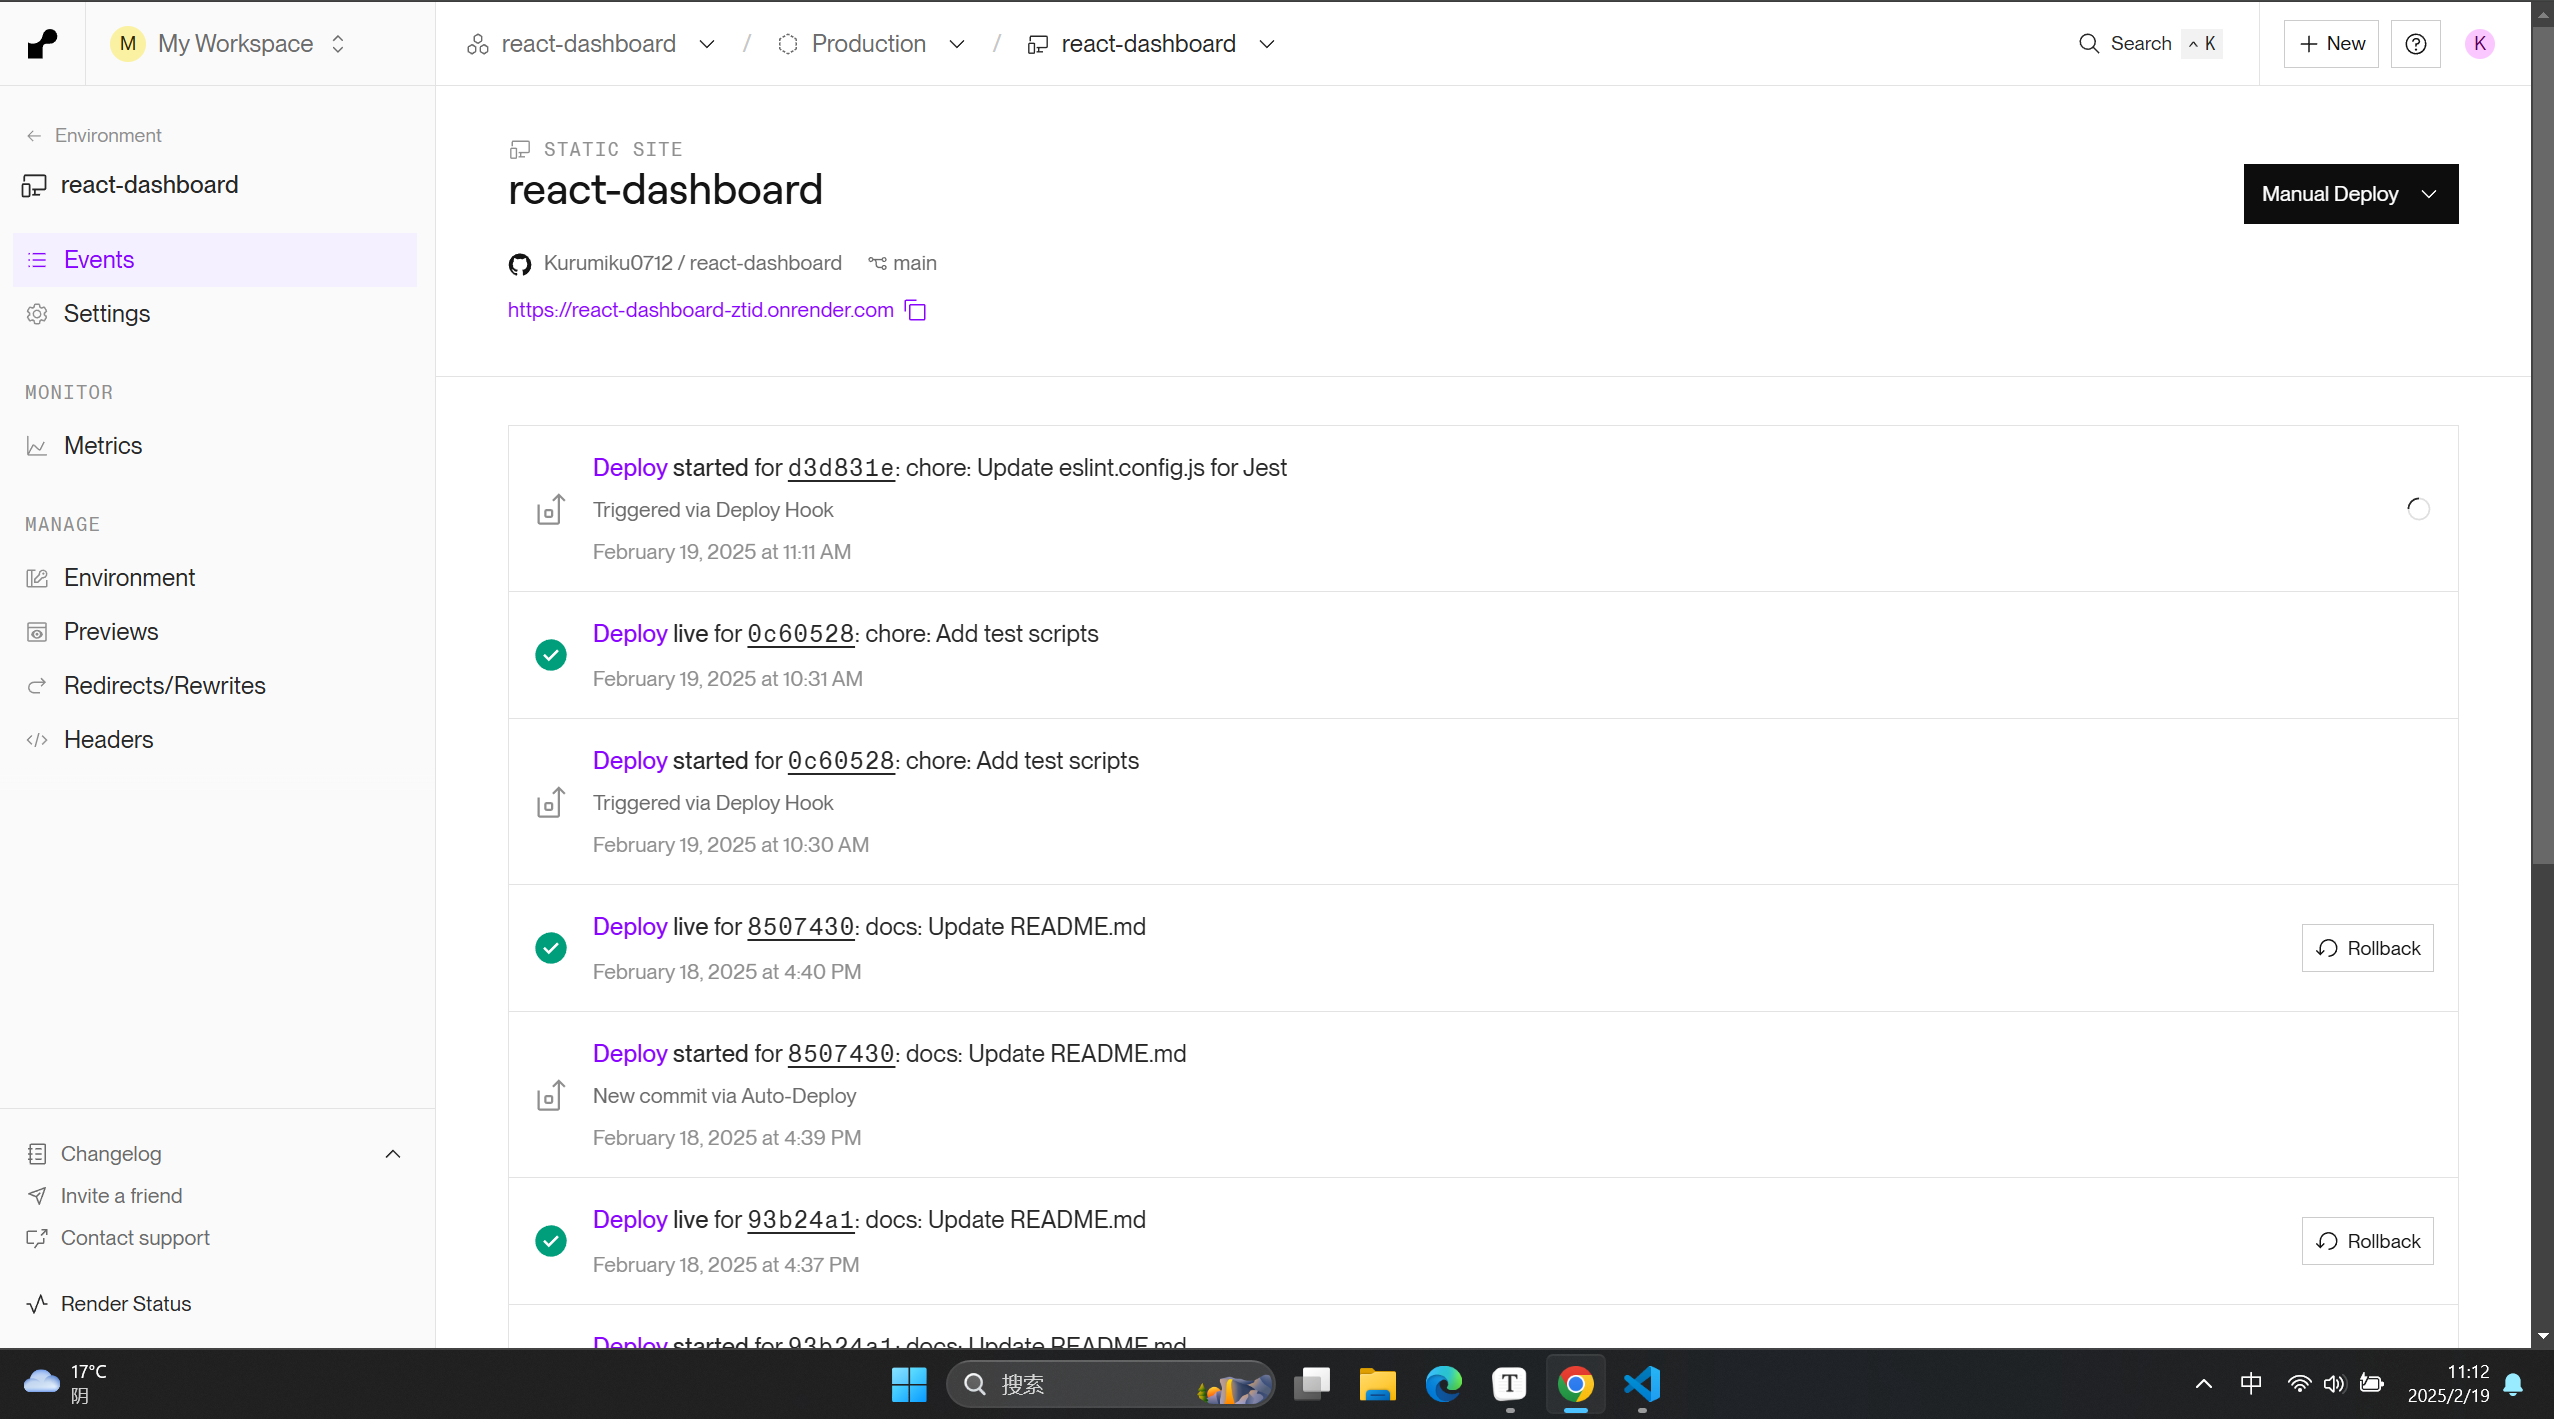 M My Workspace
react-dashboard / Production / react-dashboard
Search ^ K
+ New
K
Environment
react-dashboard
Events
Settings
MONITOR
Metrics
MANAGE
Environment
Previews
Redirects/Rewrites
Headers
Changelog
Invite a friend
Contact support
Render Status
STATIC SITE
react-dashboard
Manual Deploy
Kurumiku0712 / react-dashboard main
https://react-dashboard-ztid.onrender.com
Deploy started for d3d831e: chore: Update eslint.config.js for Jest
Triggered via Deploy Hook
February 19, 2025 at 11:11 AM
Deploy live for 0c60528: chore: Add test scripts
February 19, 2025 at 10:31 AM
Deploy started for 0c60528: chore: Add test scripts
Triggered via Deploy Hook
February 19, 2025 at 10:30 AM
Deploy live for 8507430: docs: Update README.md
February 18, 2025 at 4:40 PM
Rollback
Deploy started for 8507430: docs: Update README.md
New commit via Auto-Deploy
February 18, 2025 at 4:39 PM
Deploy live for 93b24a1: docs: Update README.md
February 18, 2025 at 4:37 PM
Rollback
Deploy started for 93b24a1: docs: Update README.md
17°C
阴
搜索
T
中
11:12
2025/2/19